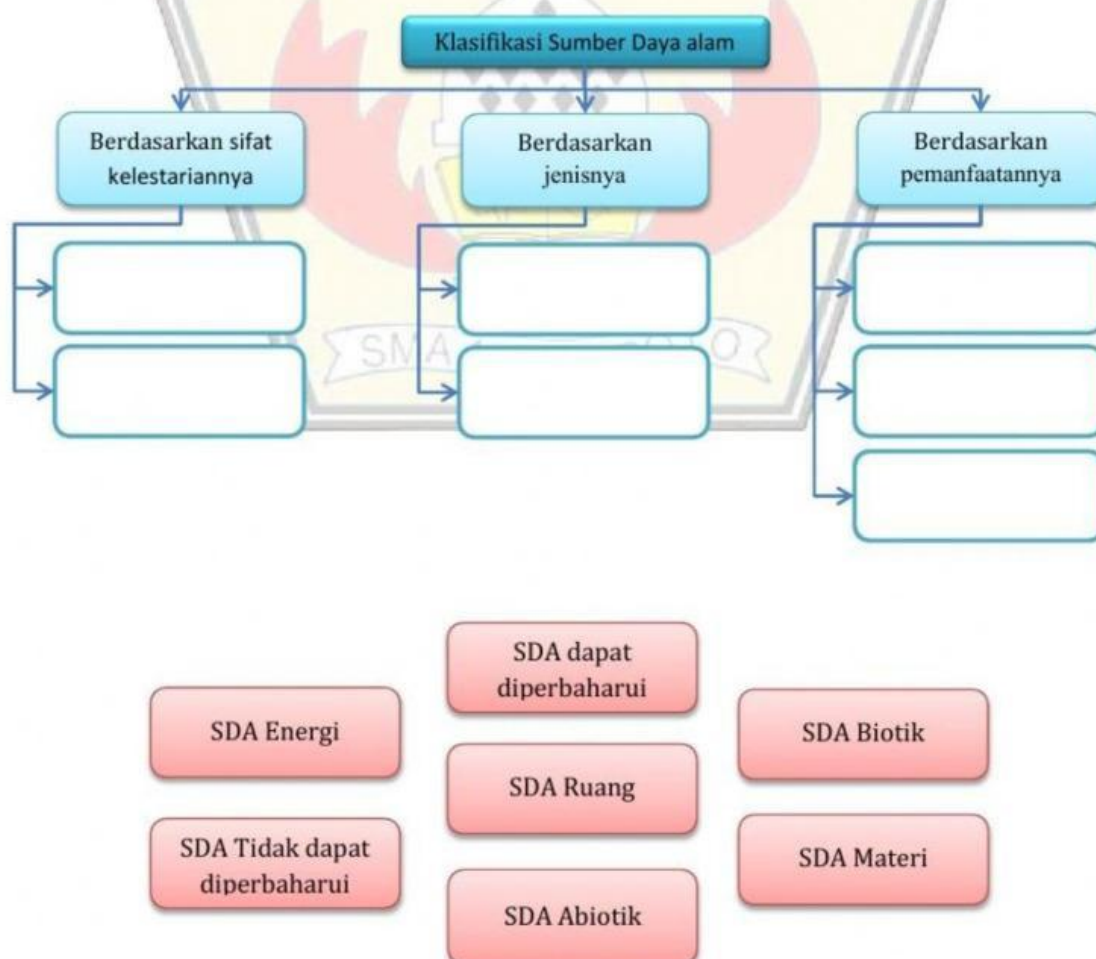 Klasifikasi Sumber Daya alam
Berdasarkan sifat
kelestariannya
Berdasarkan
jenisnya
Berdasarkan
pemanfaatannya
SMA
SDA dapat
diperbaharui
SDA Energi
SDA Biotik
SDA Ruang
SDA Tidak dapat
diperbaharui
SDA Materi
SDA Abiotik